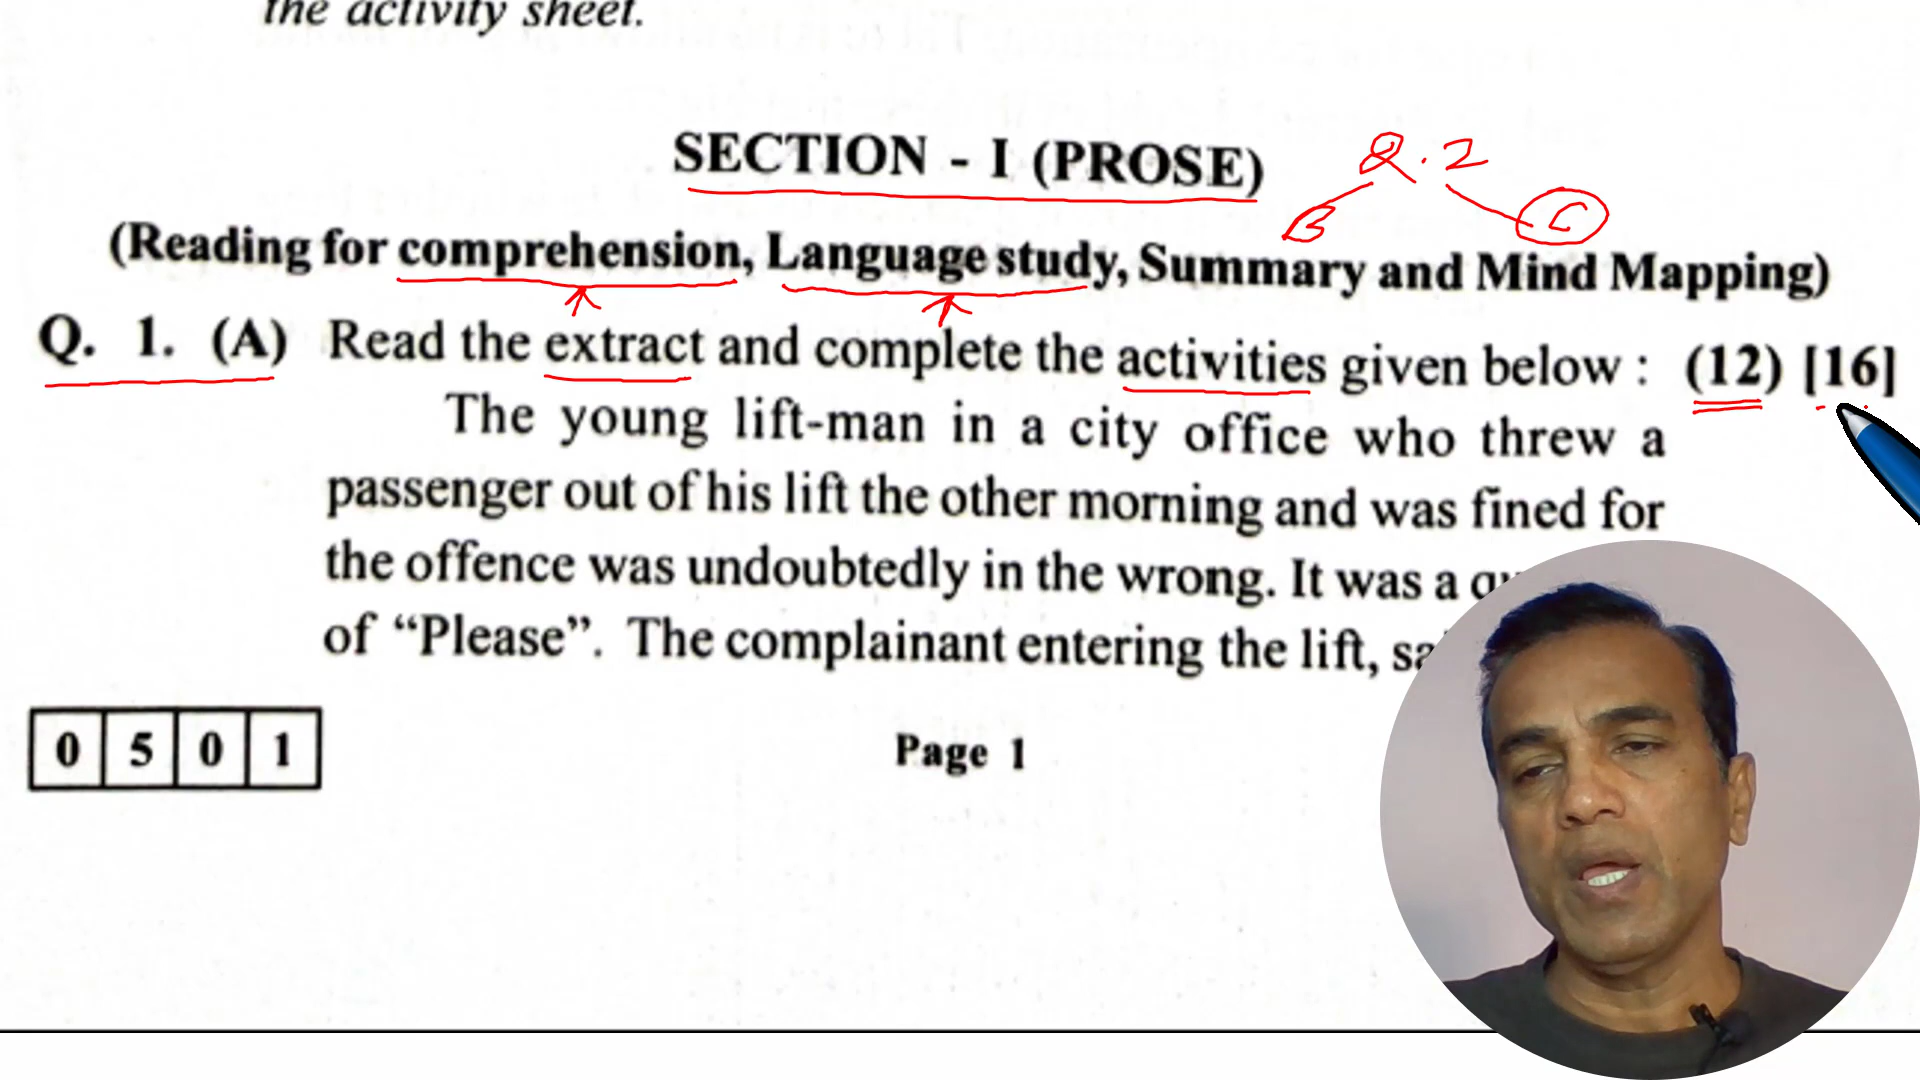 the activity sheet.
SECTION - I (PROSE)
Q. 2
B C
(Reading for comprehension, Language study, Summary and Mind Mapping)
Q. 1. (A) Read the extract and complete the activities given below : (12) [16]
The young lift-man in a city office who threw a
passenger out of his lift the other morning and was fined for
the offence was undoubtedly in the wrong. It was a
of “Please”. The complainant entering the lift,
0 5 0 1
Page 1